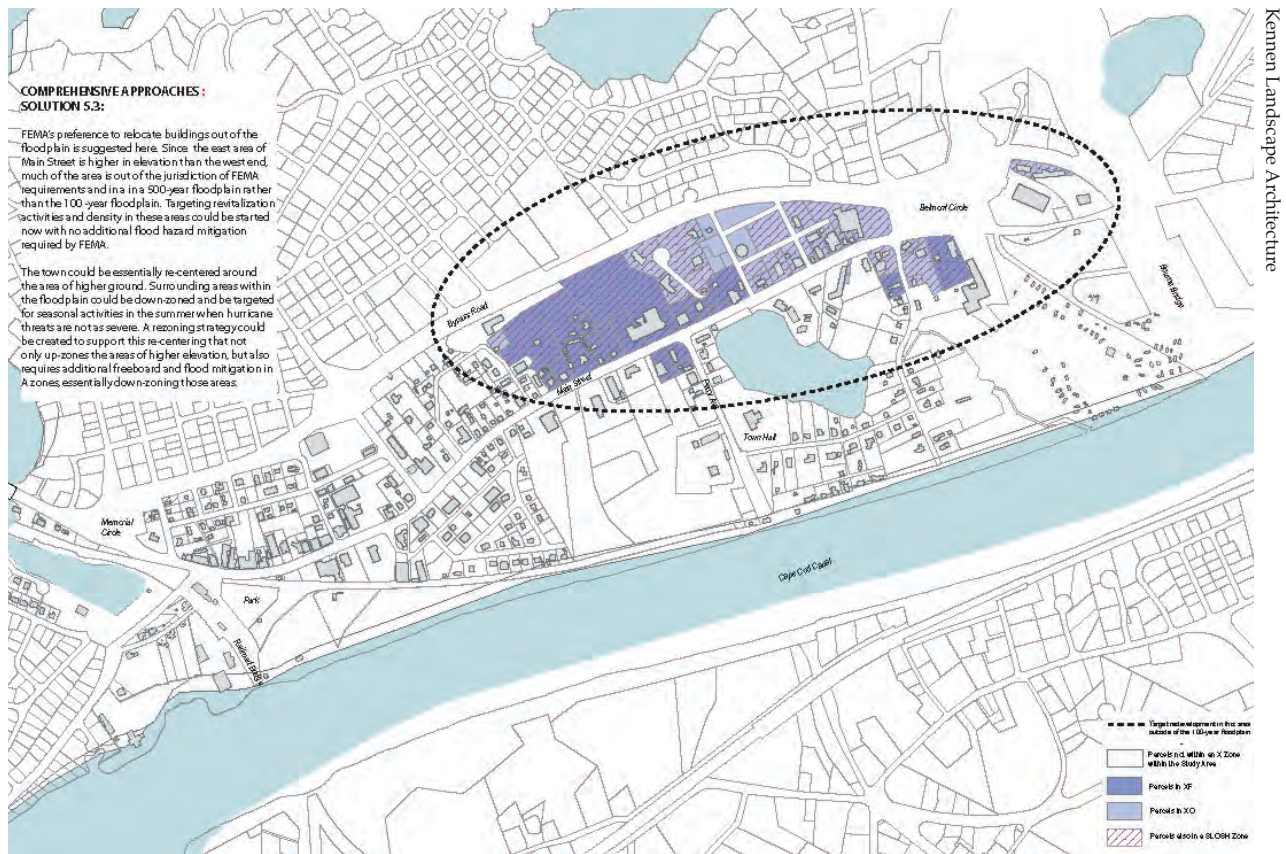 COMPREHENSIVE APPROACHES :
SOLUTION 5.3:
FEMA's preference to relocate buildings out of the
floodplain is suggested here. Since the east area of
Main Street is higher in elevation than the west end,
much of the area is out of the jurisdiction of FEMA
requirements and in a in a 500-year floodplain rather
than the 100 -year floodplain. Targeting revitalization
activities and density in these areas could be started
now with no additional flood hazard mitigation
required by FEMA.
The town could be essentially re-centered around
the area of higher ground. Surrounding areas within
the floodplain could be down-zoned and be targeted
for seasonal activities in the summer when hurricane
threats are not as severe. A rezoning strategy could
be created to support this re-centering that not
only up-zones the areas of higher elevation, but also
requires additional freeboard and flood mitigation in
A zones, essentially down-zoning those areas.
Kennen Landscape Architecture
Belmont Circle
Bourne Bridge
Bypass Road
Main Street
Perry Ave
Town Hall
Memorial
Circle
Park
Railroad Bridge
Cape Cod Canal
Target redevelopment in this area
outside of the 100-year floodplain
Parcels not within an X Zone
within the Study Area
Parcels in XF
Parcels in XO
Parcels also in a SLOSH Zone